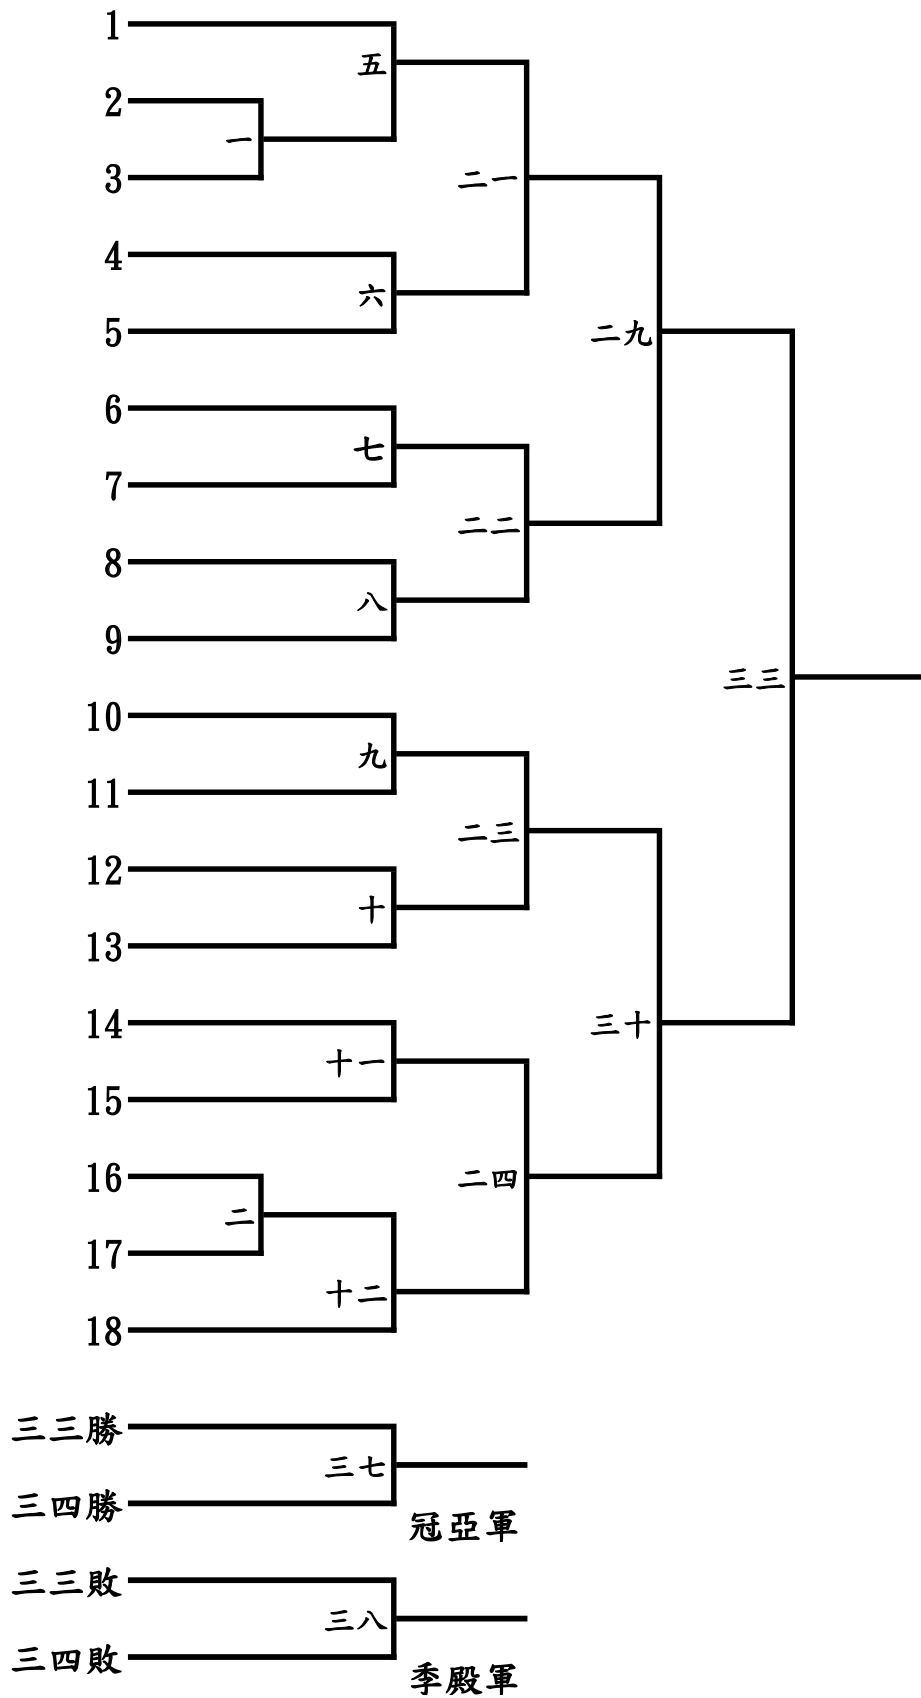 1
五
2
一
3
二一
4
六
5
二九
6
七
7
二二
8
八
9
三三
10
九
11
二三
12
十
13
14
三十
十一
15
16
二四
二
17
十二
18
三三勝
三七
三四勝
冠亞軍
三三敗
三八
三四敗
季殿軍